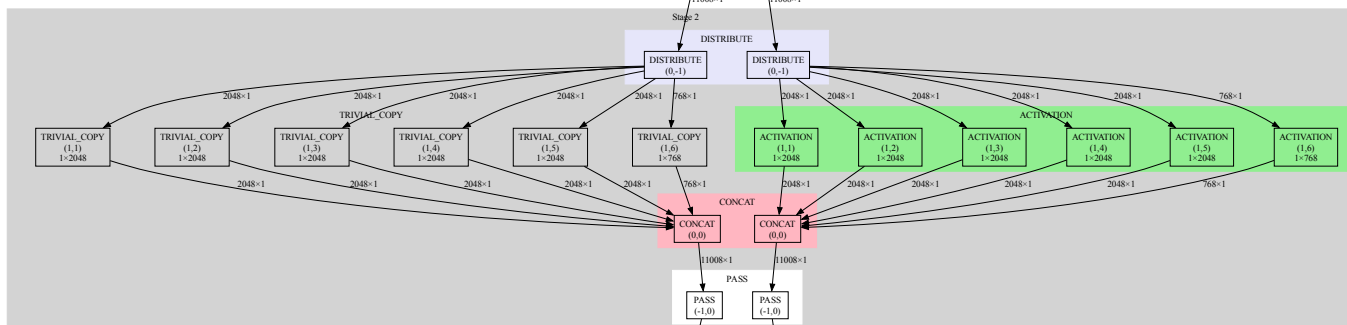 11008×1 11008×1
Stage 2
DISTRIBUTE
DISTRIBUTE
(0,-1)
DISTRIBUTE
(0,-1)
2048×1 2048×1 2048×1 2048×1 2048×1 768×1 2048×1 2048×1 2048×1 2048×1 2048×1 768×1
TRIVIAL_COPY
ACTIVATION
TRIVIAL_COPY
(1,1)
1×2048
TRIVIAL_COPY
(1,2)
1×2048
TRIVIAL_COPY
(1,3)
1×2048
TRIVIAL_COPY
(1,4)
1×2048
TRIVIAL_COPY
(1,5)
1×2048
TRIVIAL_COPY
(1,6)
1×768
ACTIVATION
(1,1)
1×2048
ACTIVATION
(1,2)
1×2048
ACTIVATION
(1,3)
1×2048
ACTIVATION
(1,4)
1×2048
ACTIVATION
(1,5)
1×2048
ACTIVATION
(1,6)
1×768
2048×1 2048×1 2048×1 2048×1 2048×1 768×1 2048×1 2048×1 2048×1 2048×1 2048×1 768×1
CONCAT
CONCAT
(0,0)
CONCAT
(0,0)
11008×1 11008×1
PASS
PASS
(-1,0)
PASS
(-1,0)